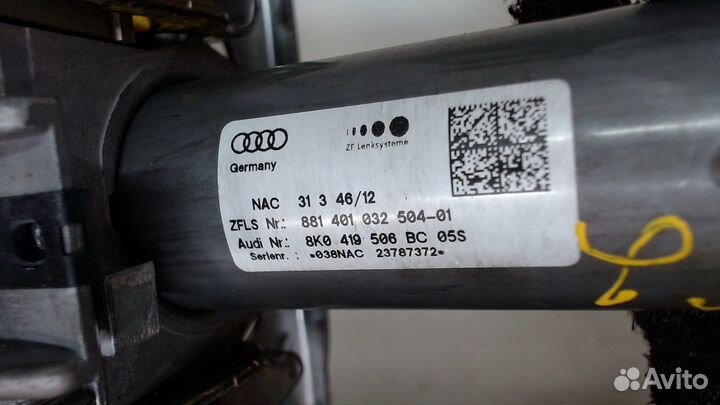 Germany
ZF Lenksysteme
NAC 31 3 46/12
ZFLS Nr.: 881 401 032 504-01
Audi Nr.: 8K0 419 506 BC 05S
Serienr.: *038NAC 23787372*
Avito